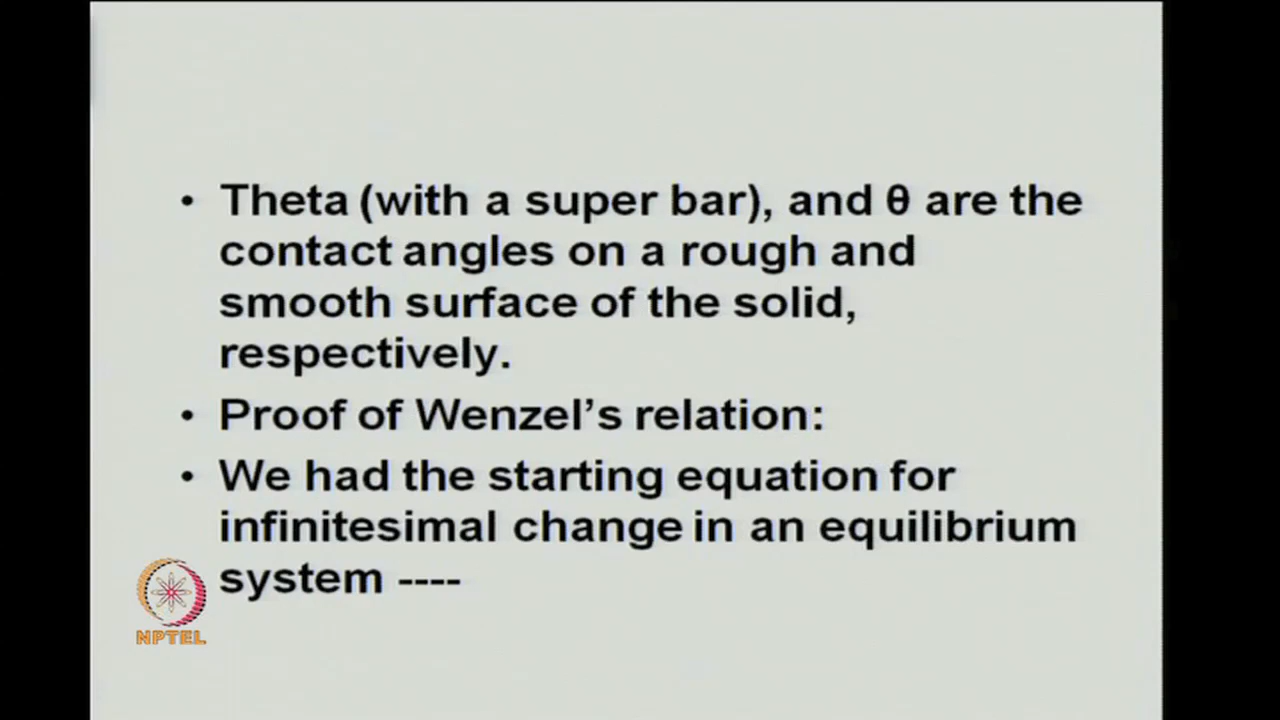 • Theta (with a super bar), and θ are the
contact angles on a rough and
smooth surface of the solid,
respectively.
• Proof of Wenzel's relation:
• We had the starting equation for
infinitesimal change in an equilibrium
system ----
NPTEL